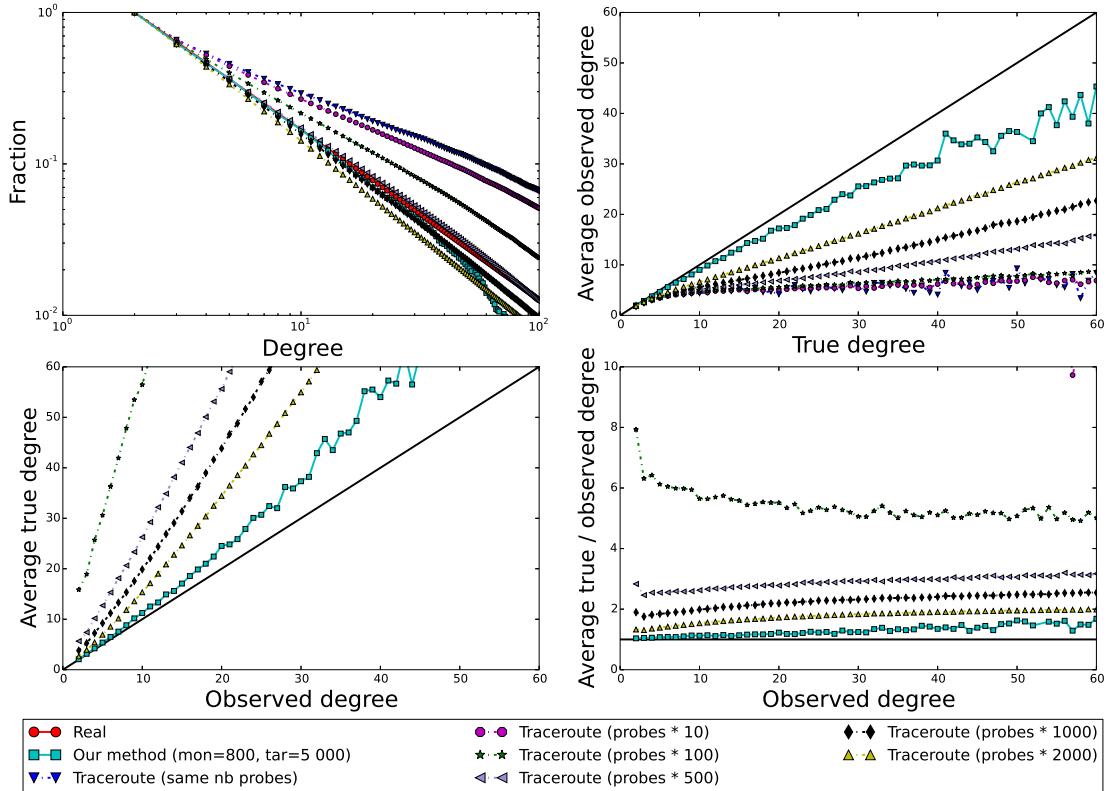 10^0
10^-1
10^-2
10^0
10^1
10^2
Fraction
Degree
60
50
40
30
20
10
0
0
10
20
30
40
50
60
Average observed degree
True degree
60
50
40
30
20
10
0
0
10
20
30
40
50
60
Average true degree
Observed degree
10
8
6
4
2
0
0
10
20
30
40
50
60
Average true / observed degree
Observed degree
Real
Our method (mon=800, tar=5 000)
Traceroute (same nb probes)
Traceroute (probes * 10)
Traceroute (probes * 100)
Traceroute (probes * 500)
Traceroute (probes * 1000)
Traceroute (probes * 2000)